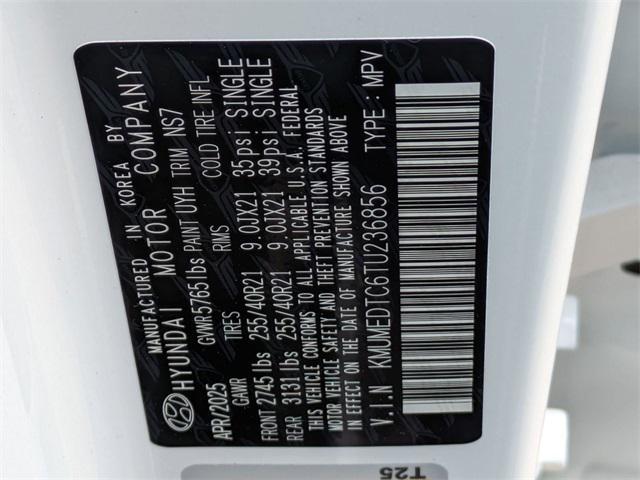 MANUFACTURED IN KOREA BY
HYUNDAI MOTOR COMPANY
APR/2025 GVWR 5765 lbs PAINT UYH TRIM NS7
GAWR TIRES RIMS COLD TIRE INFL
FRONT 2745 lbs 255/40R21 9.0JX21 35psi SINGLE
REAR 3131 lbs 255/40R21 9.0JX21 39psi SINGLE
THIS VEHICLE CONFORMS TO ALL APPLICABLE U.S.A. FEDERAL
MOTOR VEHICLE SAFETY AND THEFT PREVENTION STANDARDS
IN EFFECT ON THE DATE OF MANUFACTURE SHOWN ABOVE
V.I.N KMUMEDTC6TU236856 TYPE : MPV
T25